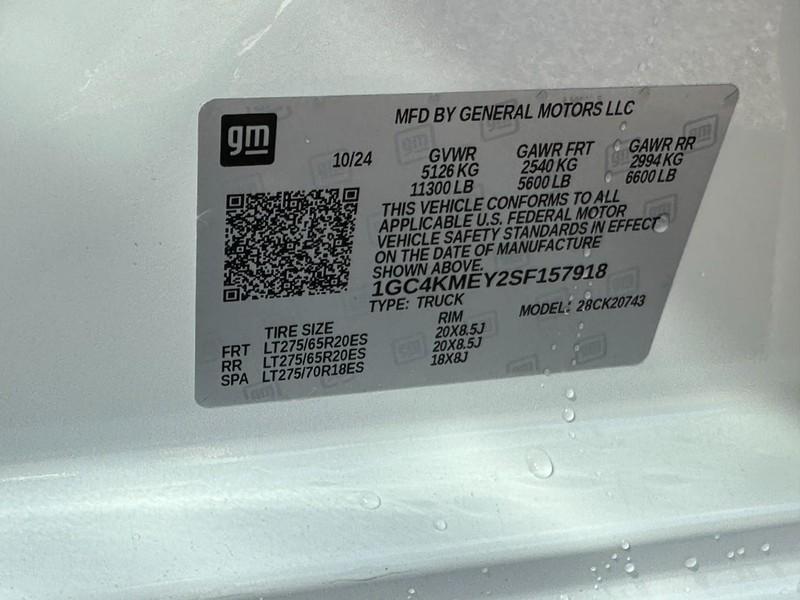 MFD BY GENERAL MOTORS LLC
gm
10/24
GVWR GAWR FRT GAWR RR
5126 KG 2540 KG 2994 KG
11300 LB 5600 LB 6600 LB
THIS VEHICLE CONFORMS TO ALL
APPLICABLE U.S. FEDERAL MOTOR
VEHICLE SAFETY STANDARDS IN EFFECT
ON THE DATE OF MANUFACTURE
SHOWN ABOVE.
1GC4KMEY2SF157918
TYPE: TRUCK MODEL: 28CK20743
TIRE SIZE RIM
FRT LT275/65R20ES 20X8.5J
RR LT275/65R20ES 20X8.5J
SPA LT275/70R18ES 18X8J